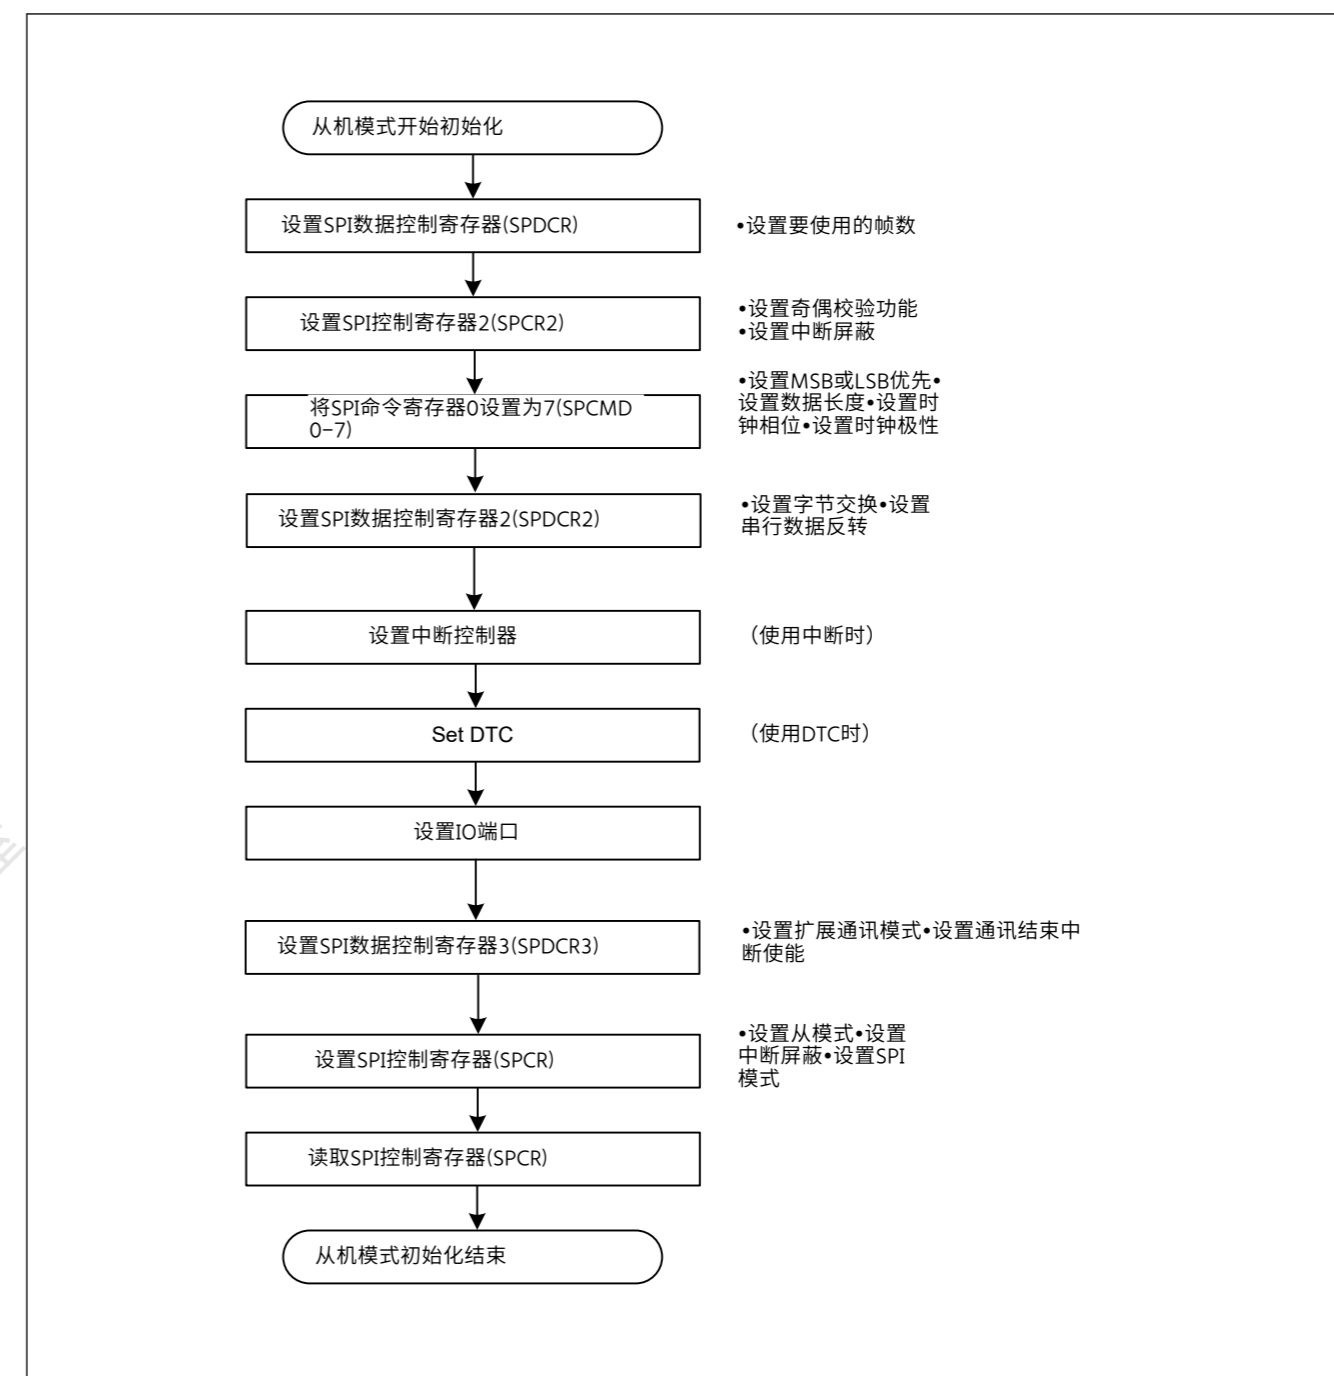 从机模式开始初始化
设置SPI数据控制寄存器(SPDCR)
•设置要使用的帧数
设置SPI控制寄存器2(SPCR2)
•设置奇偶校验功能
•设置中断屏蔽
将SPI命令寄存器0设置为7(SPCMD
0–7)
•设置MSB或LSB优先•
设置数据长度•设置时
钟相位•设置时钟极性
设置SPI数据控制寄存器2(SPDCR2)
•设置字节交换•设置
串行数据反转
设置中断控制器
（使用中断时）
Set DTC
（使用DTC时）
设置IO端口
设置SPI数据控制寄存器3(SPDCR3)
•设置扩展通讯模式•设置通讯结束中
断使能
设置SPI控制寄存器(SPCR)
•设置从模式•设置
中断屏蔽•设置SPI
模式
读取SPI控制寄存器(SPCR)
从机模式初始化结束